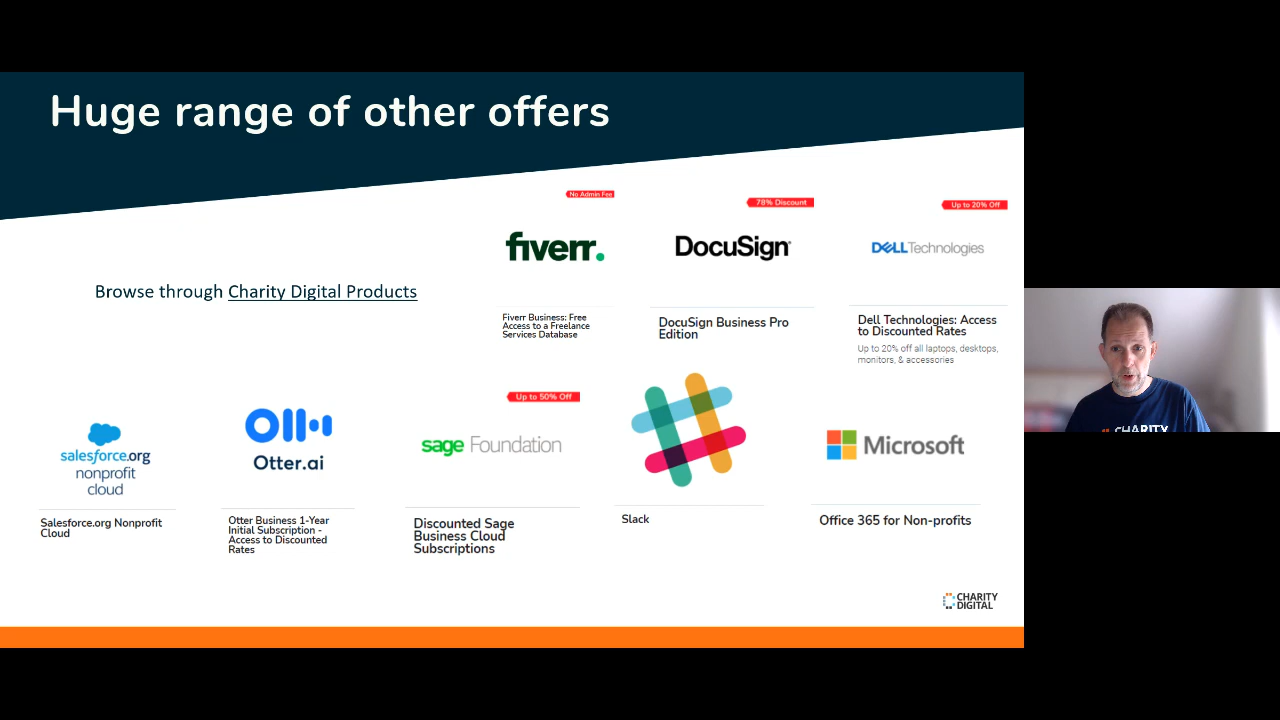 Huge range of other offers
Browse through Charity Digital Products
No Admin Fee
fiverr.
Fiverr Business: Free
Access to a Freelance
Services Database
78% Discount
DocuSign
DocuSign Business Pro
Edition
Up to 20% Off
DELL Technologies
Dell Technologies: Access
to Discounted Rates
Up to 20% off all laptops, desktops,
monitors, & accessories
salesforce.org
nonprofit
cloud
Salesforce.org Nonprofit
Cloud
Otter.ai
Otter Business 1-Year
Initial Subscription -
Access to Discounted
Rates
Up to 50% Off
sage Foundation
Discounted Sage
Business Cloud
Subscriptions
Slack
Microsoft
Office 365 for Non-profits
CHARITY
DIGITAL
CHARITY